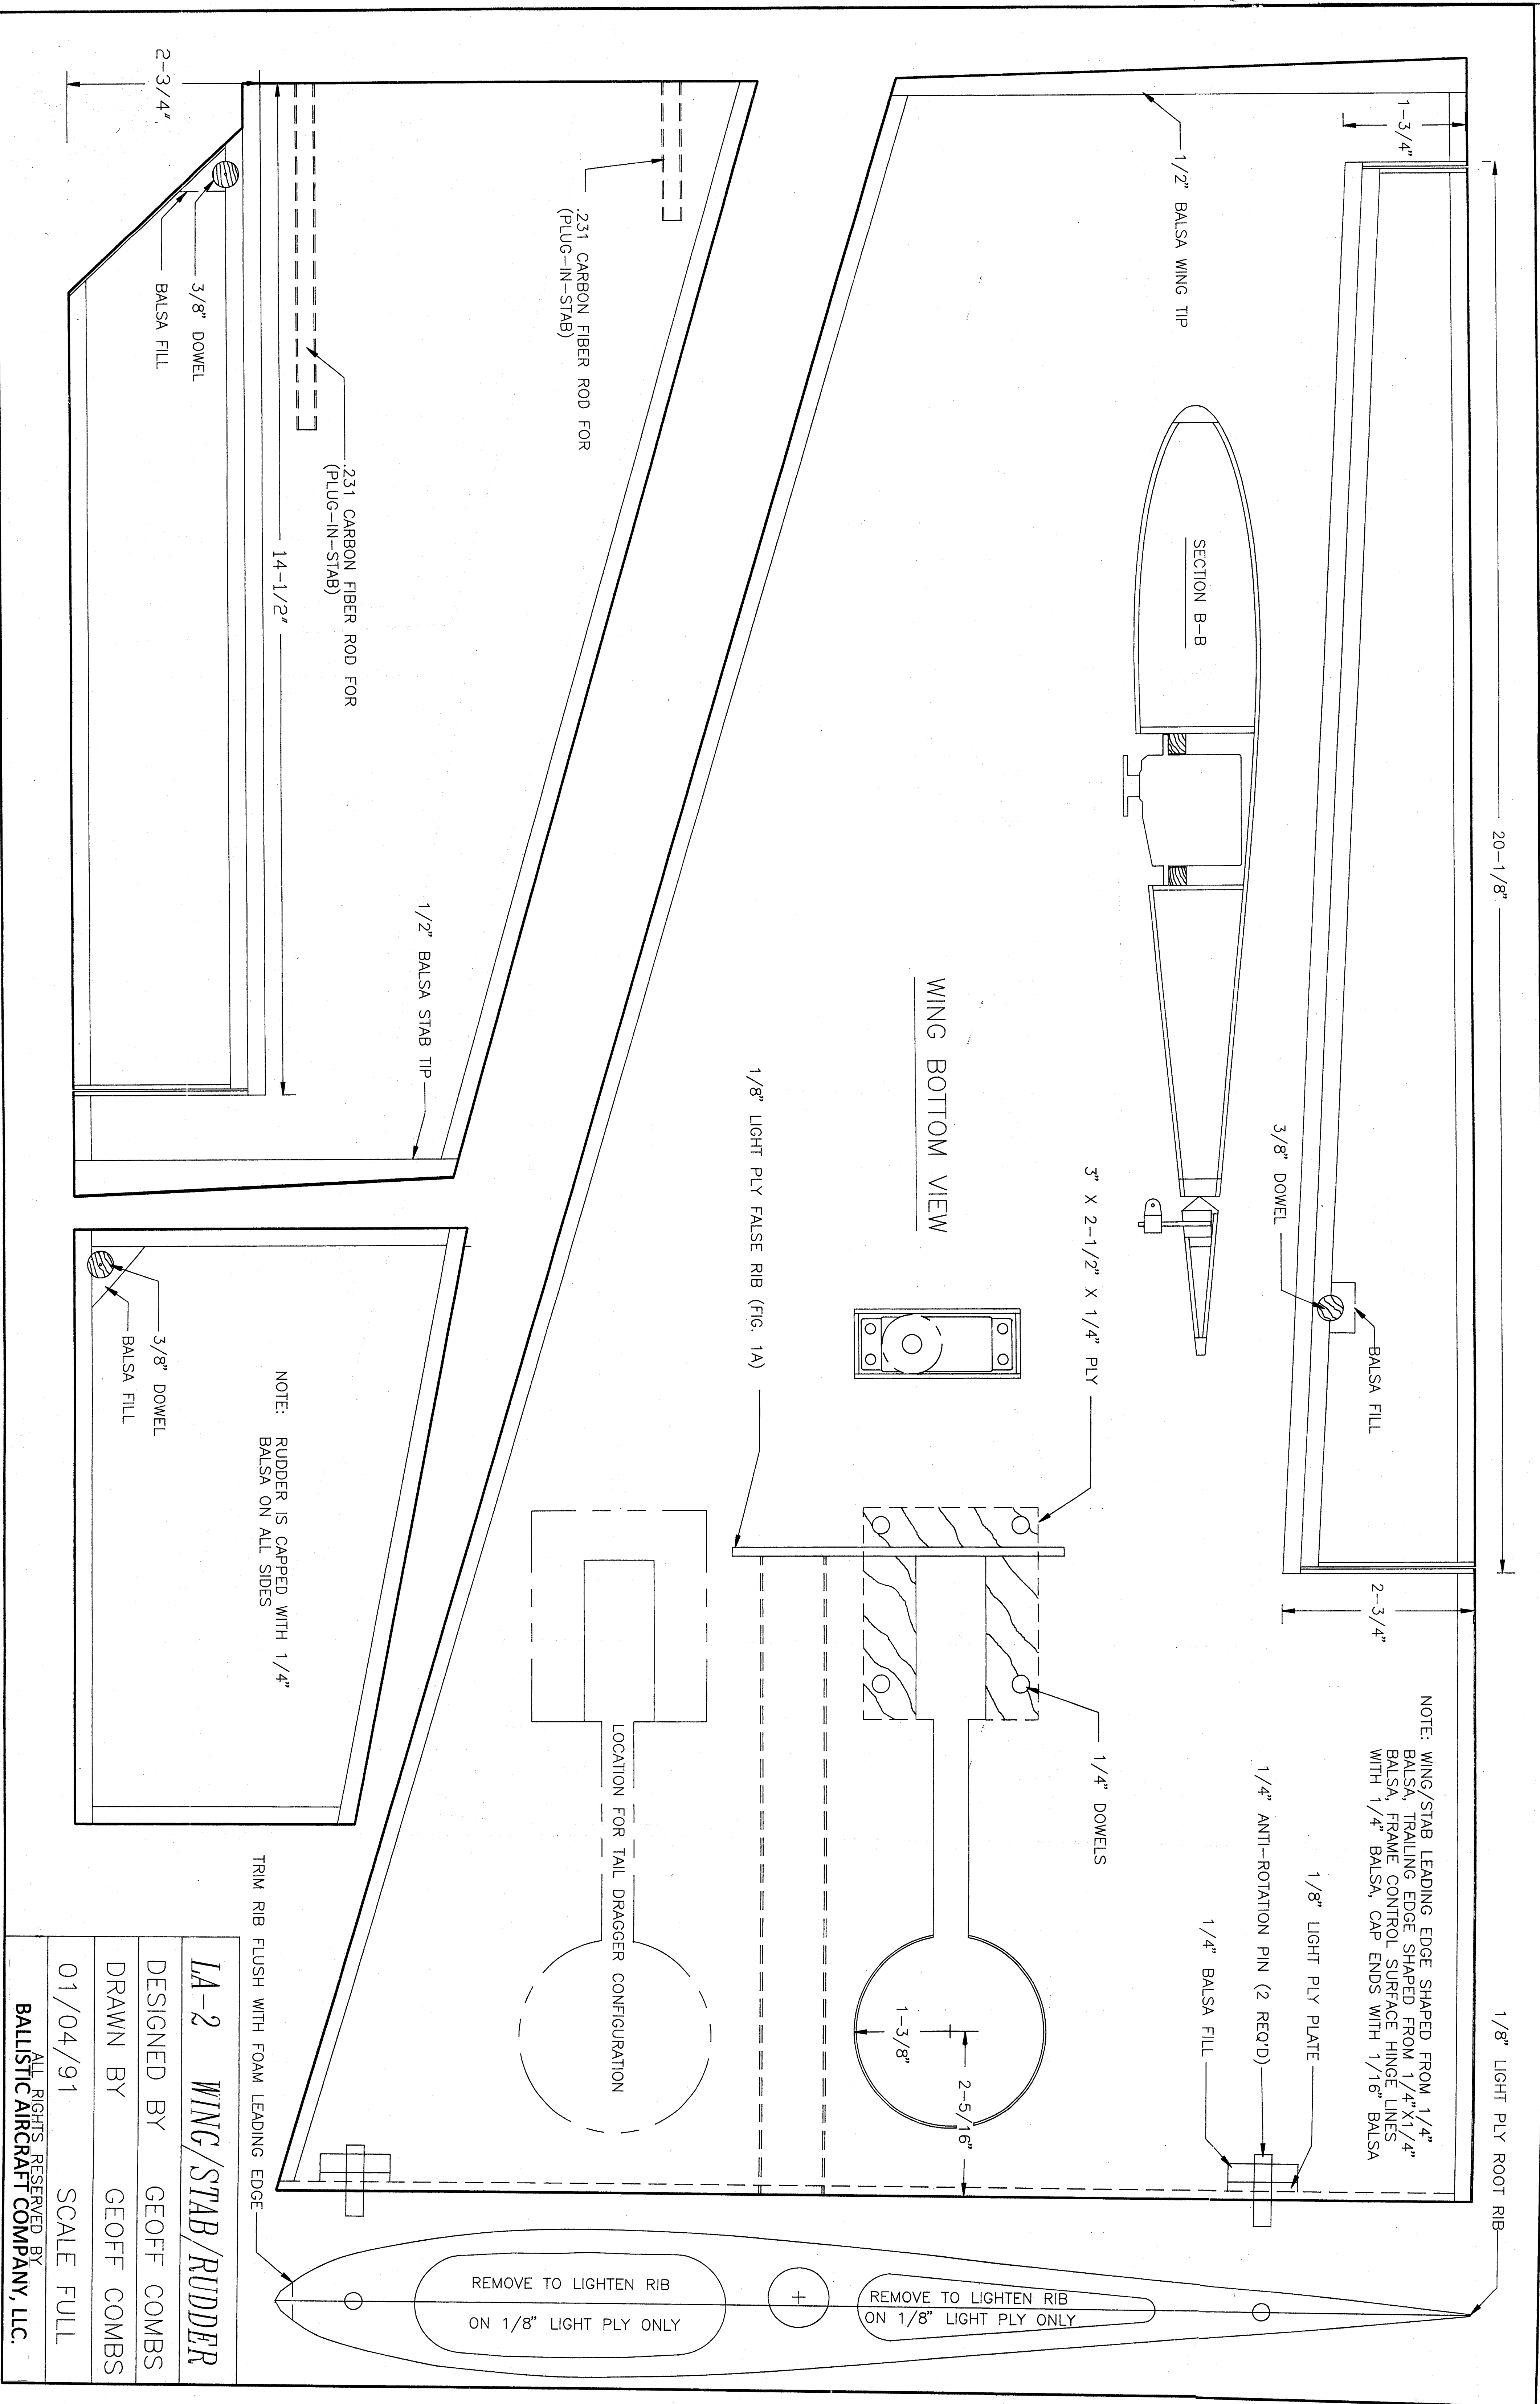 20-1/8"
1/8" LIGHT PLY ROOT RIB
1-3/4"
1/2" BALSA WING TIP
SECTION B-B
3/8" DOWEL
BALSA FILL
2-3/4"
NOTE: WING/STAB LEADING EDGE SHAPED FROM 1/4"
BALSA, TRAILING EDGE SHAPED FROM 1/4"X1/4"
BALSA, FRAME CONTROL SURFACE HINGE LINES
WITH 1/4" BALSA, CAP ENDS WITH 1/16" BALSA
1/8" LIGHT PLY PLATE
1/4" ANTI-ROTATION PIN (2 REQ'D)
1/4" BALSA FILL
WING BOTTOM VIEW
3" X 2-1/2" X 1/4" PLY
1/4" DOWELS
1/8" LIGHT PLY FALSE RIB (FIG. 1A)
1-3/8"
2-5/16"
LOCATION FOR TAIL DRAGGER CONFIGURATION
REMOVE TO LIGHTEN RIB
ON 1/8" LIGHT PLY ONLY
REMOVE TO LIGHTEN RIB
ON 1/8" LIGHT PLY ONLY
TRIM RIB FLUSH WITH FOAM LEADING EDGE
.231 CARBON FIBER ROD FOR
(PLUG-IN-STAB)
.231 CARBON FIBER ROD FOR
(PLUG-IN-STAB)
1/2" BALSA STAB TIP
14-1/2"
2-3/4"
3/8" DOWEL
BALSA FILL
NOTE: RUDDER IS CAPPED WITH 1/4"
BALSA ON ALL SIDES
3/8" DOWEL
BALSA FILL
LA-2 WING/STAB/RUDDER
DESIGNED BY GEOFF COMBS
DRAWN BY GEOFF COMBS
01/04/91 SCALE FULL
ALL RIGHTS RESERVED BY
BALLISTIC AIRCRAFT COMPANY, LLC.